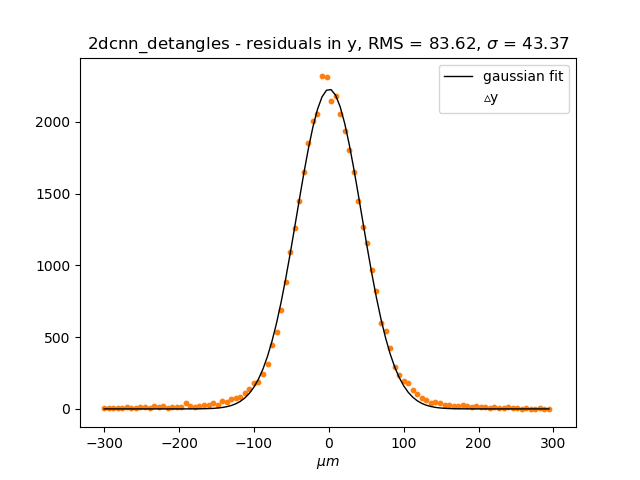 2dcnn_detangles - residuals in y, RMS = 83.62, σ = 43.37
gaussian fit
▵y
2000
1500
1000
500
0
−300 −200 −100 0 100 200 300
μm